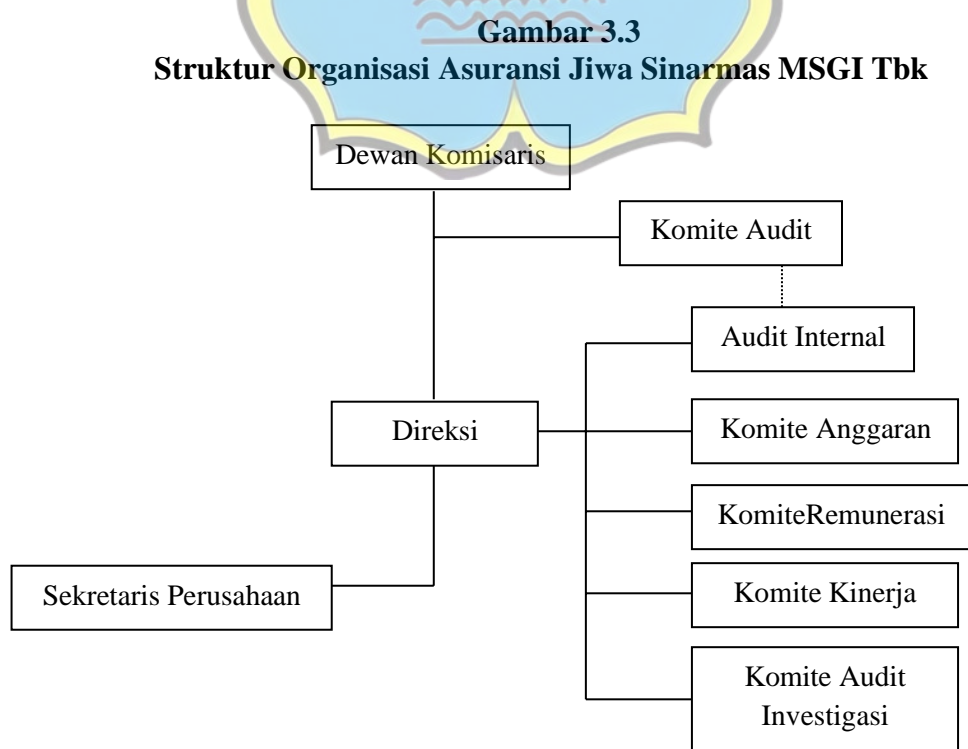 Gambar 3.3
Struktur Organisasi Asuransi Jiwa Sinarmas MSGI Tbk
Dewan Komisaris
Komite Audit
Audit Internal
Direksi
Komite Anggaran
KomiteRemunerasi
Sekretaris Perusahaan
Komite Kinerja
Komite Audit
Investigasi